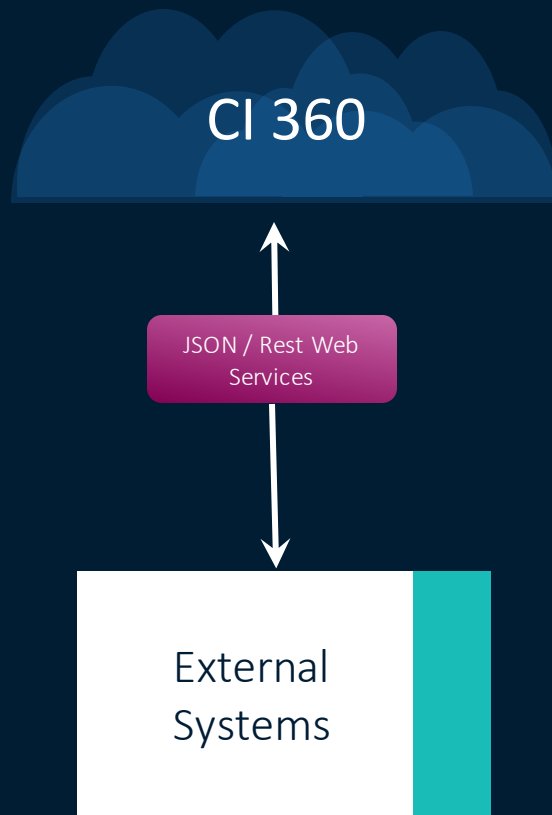 CI 360
JSON / Rest Web
Services
External
Systems